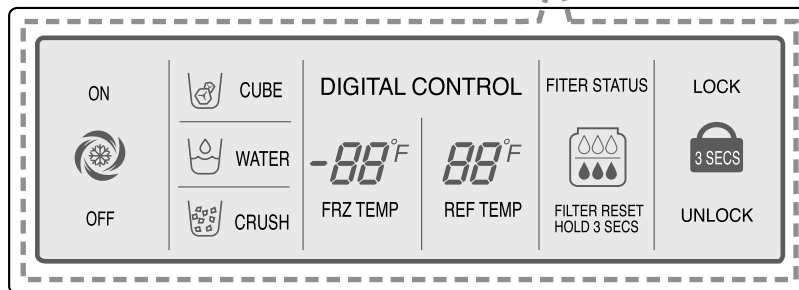 ON
OFF
CUBE
WATER
CRUSH
DIGITAL CONTROL
-88°F
FRZ TEMP
88°F
REF TEMP
FITER STATUS
FILTER RESET
HOLD 3 SECS
LOCK
3 SECS
UNLOCK